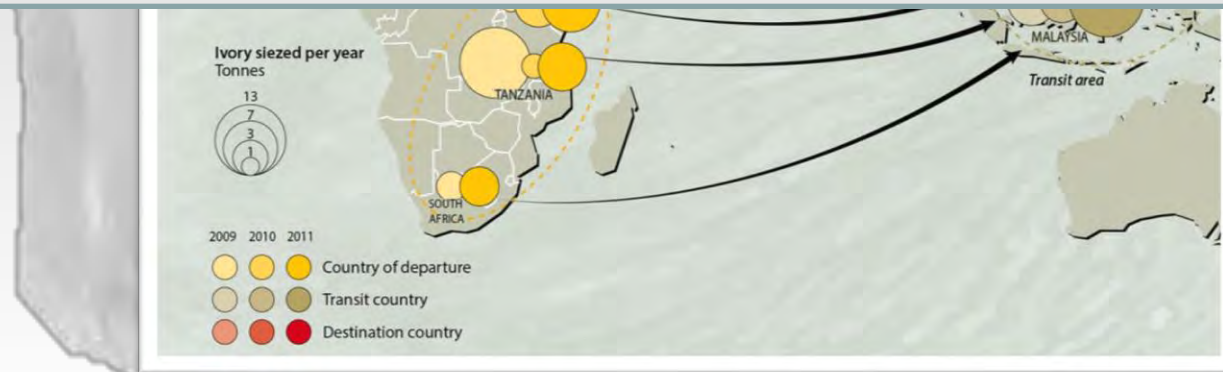 MALAYSIA
Transit area
Ivory siezed per year
Tonnes
13
7
3
1
TANZANIA
SOUTH
AFRICA
2009 2010 2011
Country of departure
Transit country
Destination country